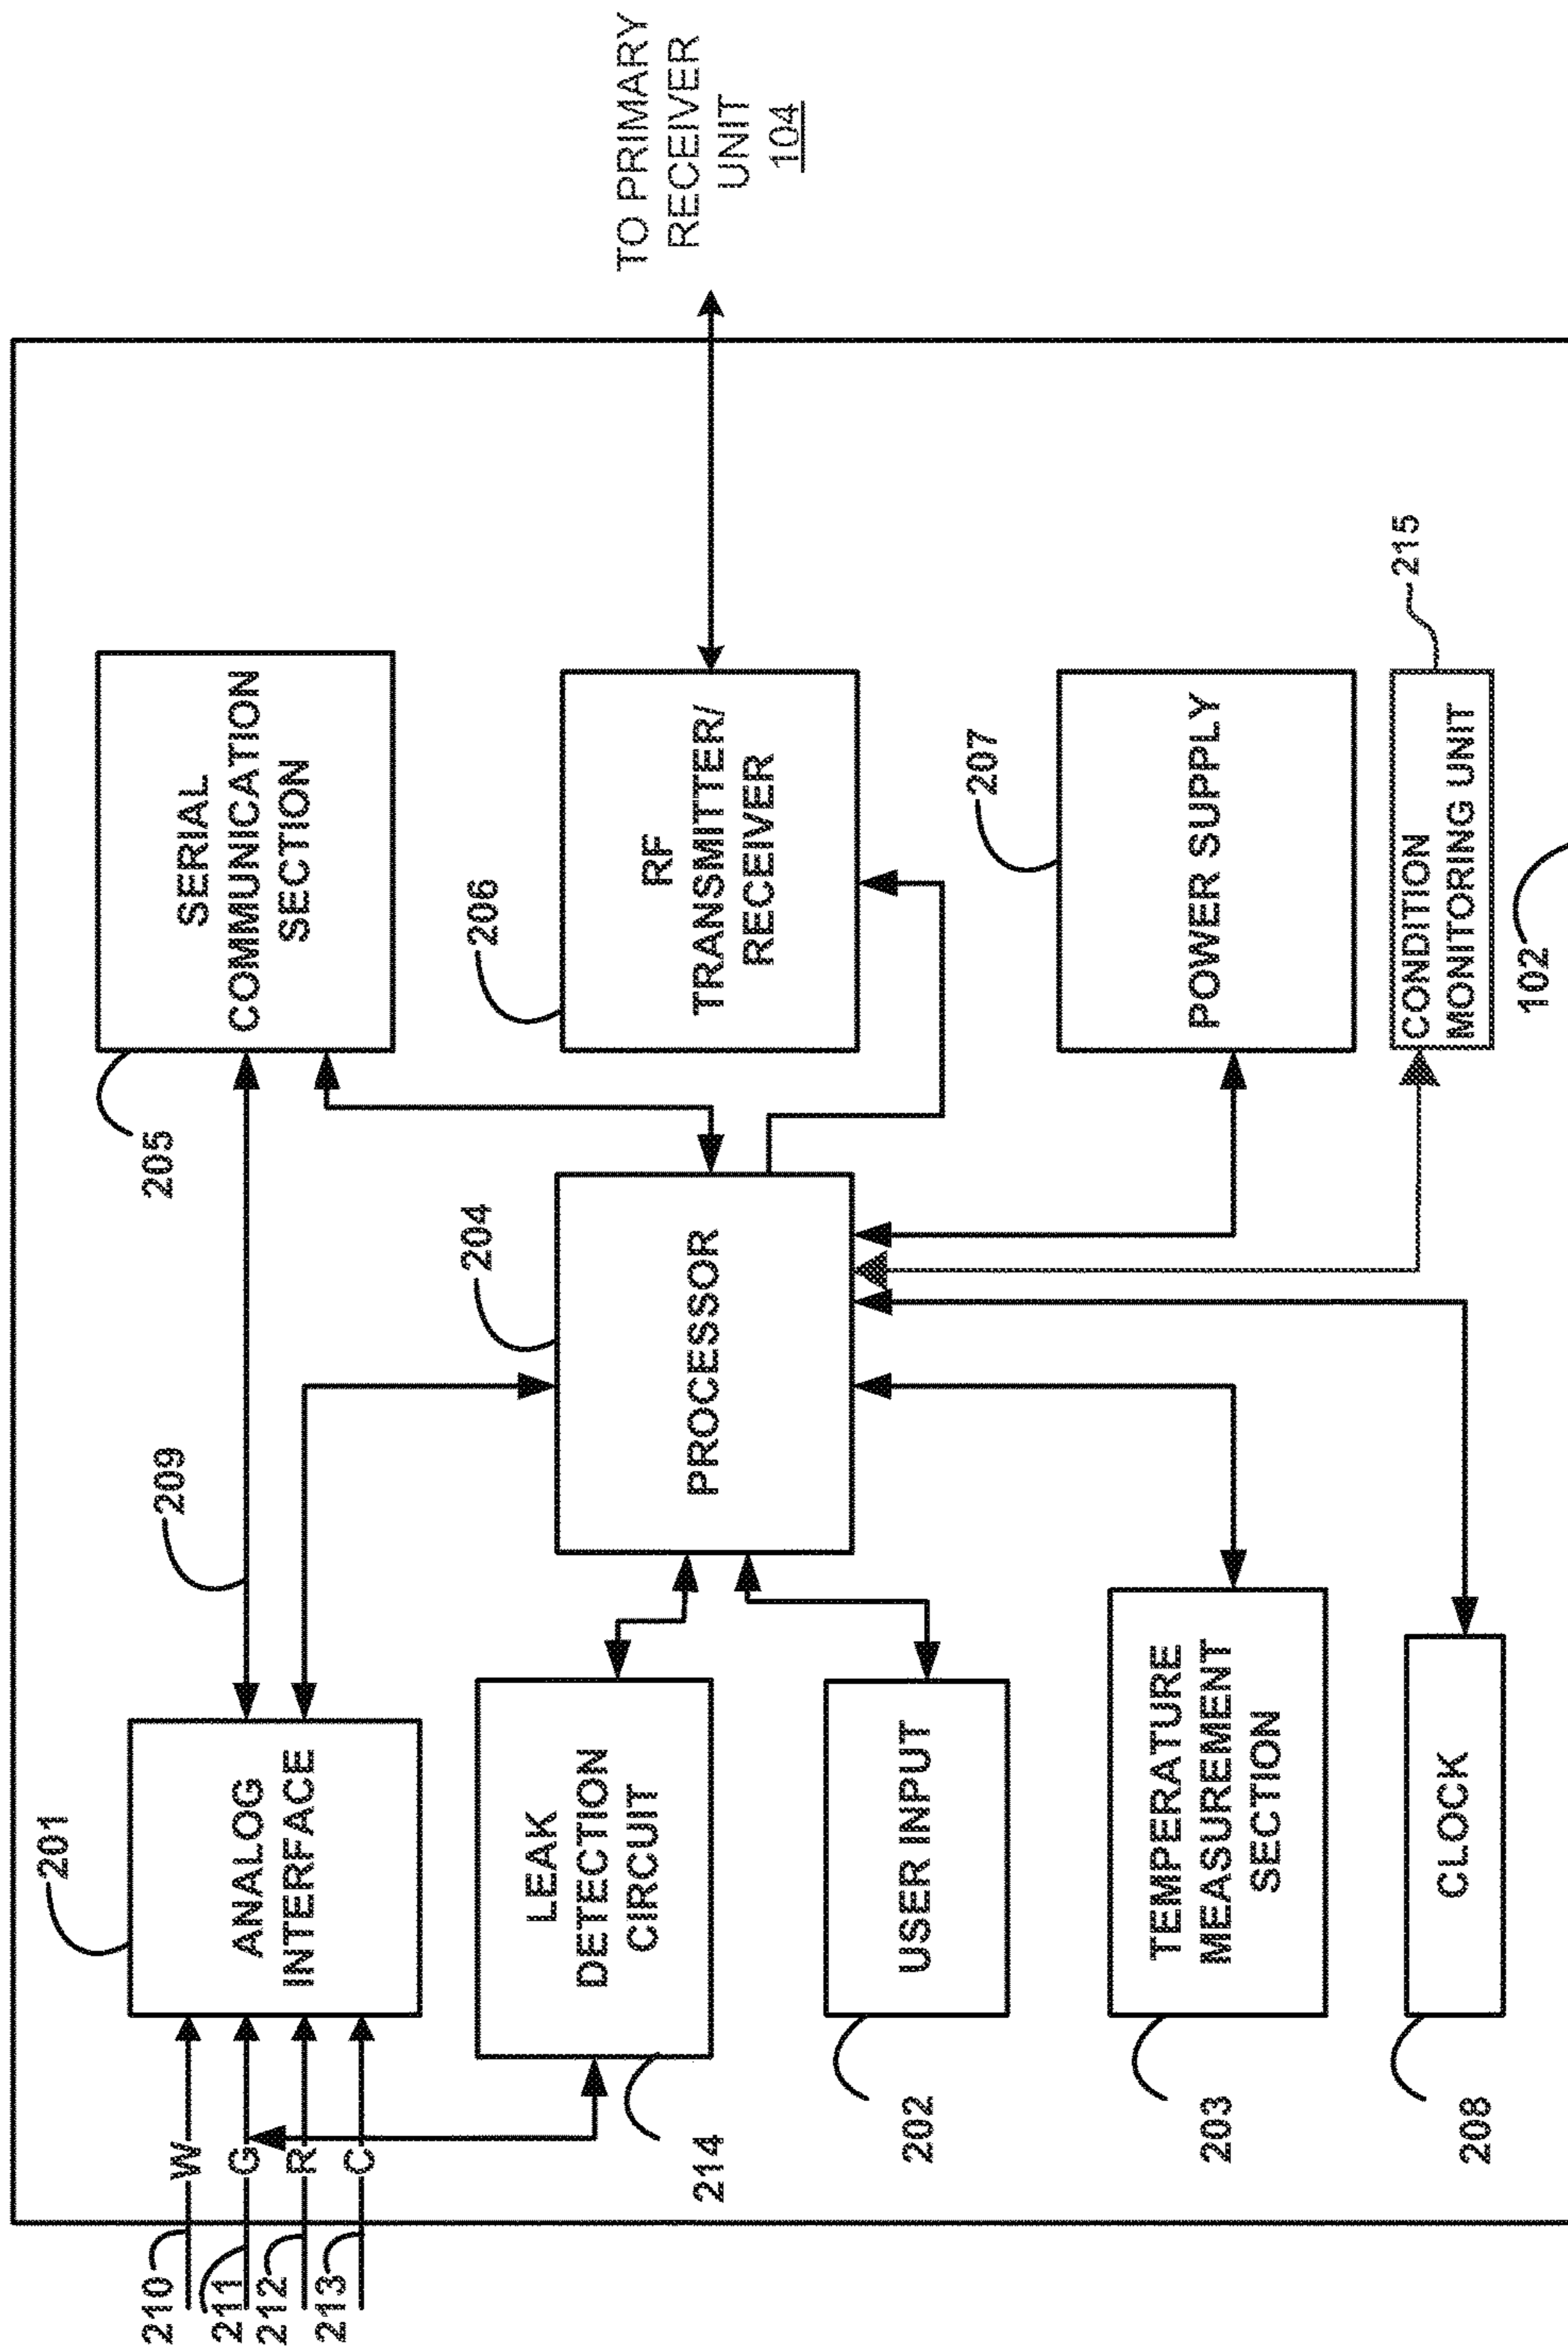 210
W
211
G
212
R
213
C
201
ANALOG
INTERFACE
209
205
SERIAL
COMMUNICATION
SECTION
214
LEAK
DETECTION
CIRCUIT
204
PROCESSOR
206
RF
TRANSMITTER/
RECEIVER
TO PRIMARY
RECEIVER
UNIT
104
202
USER INPUT
207
POWER SUPPLY
203
TEMPERATURE
MEASUREMENT
SECTION
CONDITION
MONITORING UNIT
215
208
CLOCK
102